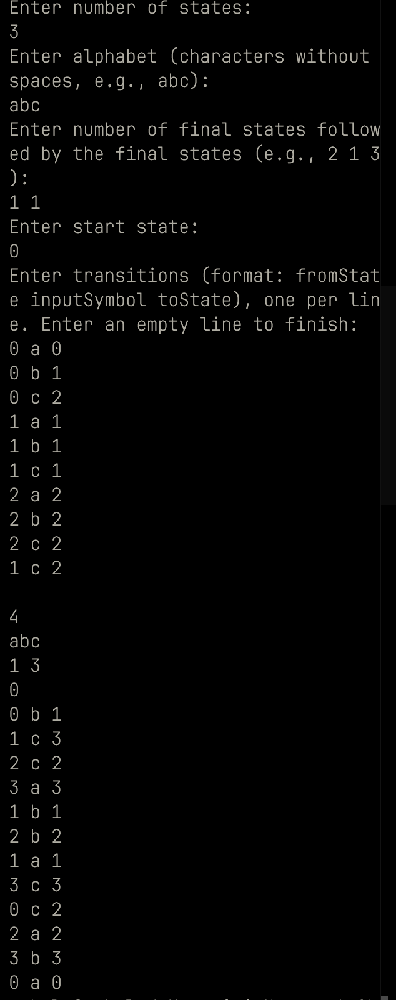 Enter number of states:
3
Enter alphabet (characters without
spaces, e.g., abc):
abc
Enter number of final states follow
ed by the final states (e.g., 2 1 3
):
1 1
Enter start state:
0
Enter transitions (format: fromStat
e inputSymbol toState), one per lin
e. Enter an empty line to finish:
0 a 0
0 b 1
0 c 2
1 a 1
1 b 1
1 c 1
2 a 2
2 b 2
2 c 2
1 c 2
4
abc
1 3
0
0 b 1
1 c 3
2 c 2
3 a 3
1 b 1
2 b 2
1 a 1
3 c 3
0 c 2
2 a 2
3 b 3
0 a 0